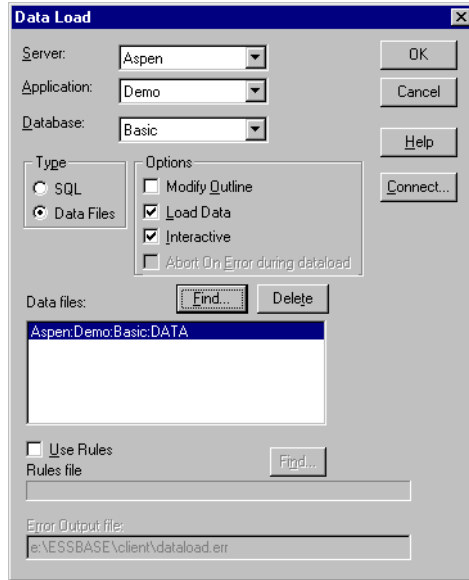 Data Load
Server: Aspen OK
Application: Demo Cancel
Database: Basic
Help
Type Options
SQL Modify Outline Connect...
Data Files Load Data
Interactive
Abort On Error during dataload
Data files: Find... Delete
Aspen:Demo:Basic:DATA
Use Rules
Rules file Find...
Error Output file:
e:\ESSBASE\client\dataload.err